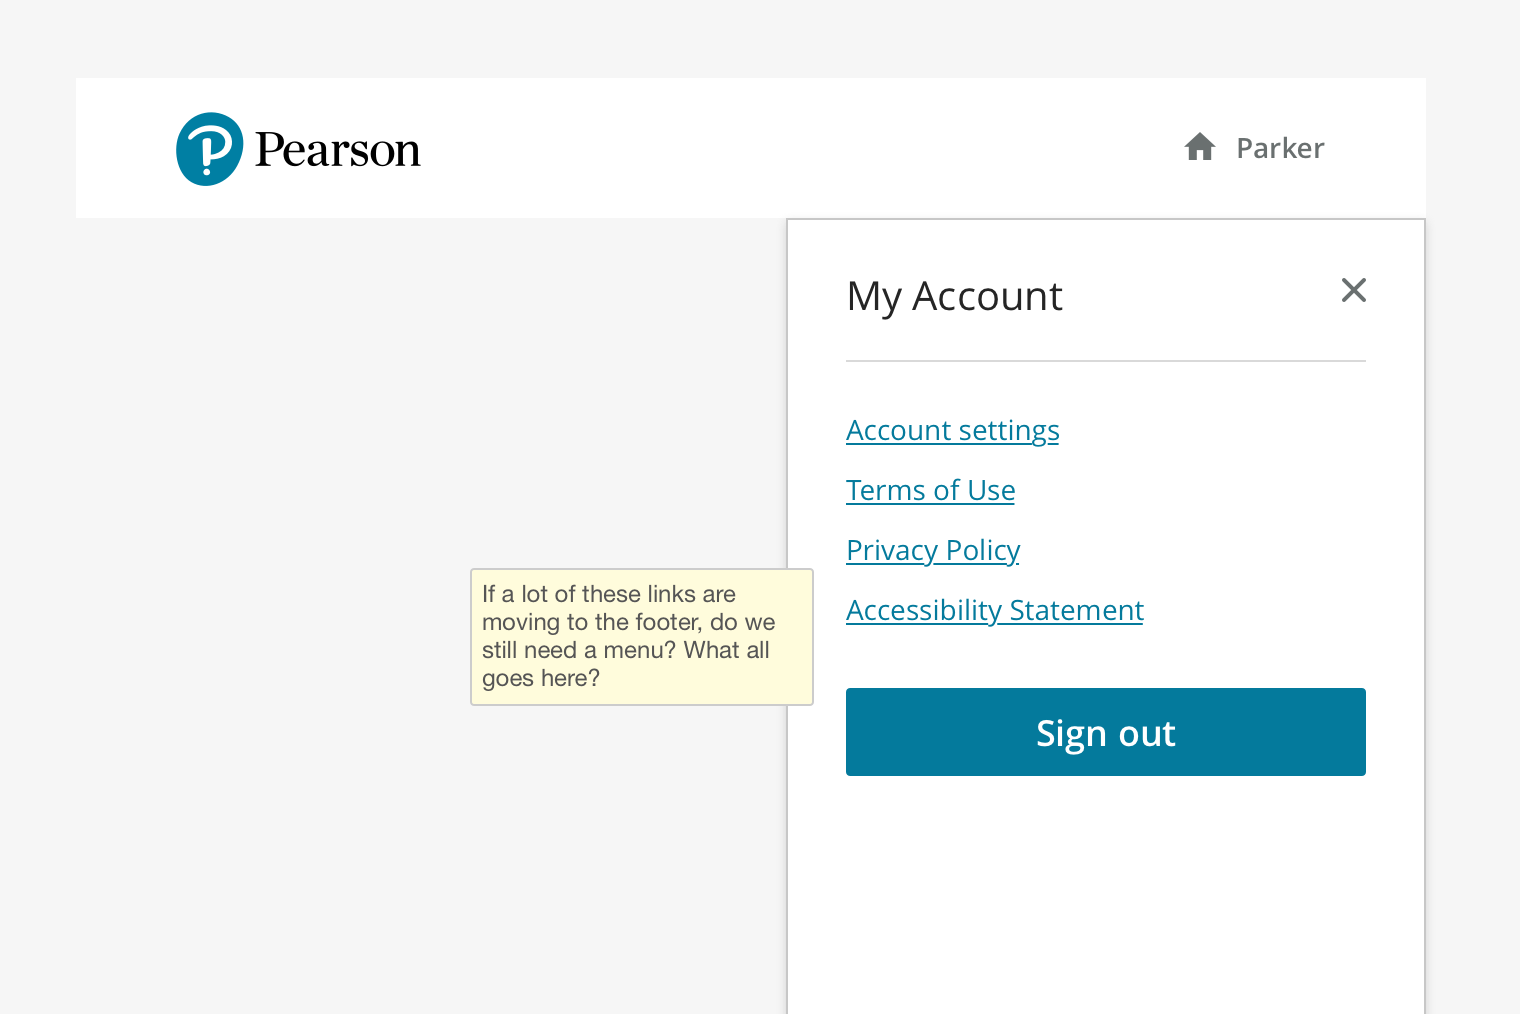 Pearson
Parker
My Account
Account settings
Terms of Use
Privacy Policy
Accessibility Statement
If a lot of these links are
moving to the footer, do we
still need a menu? What all
goes here?
Sign out